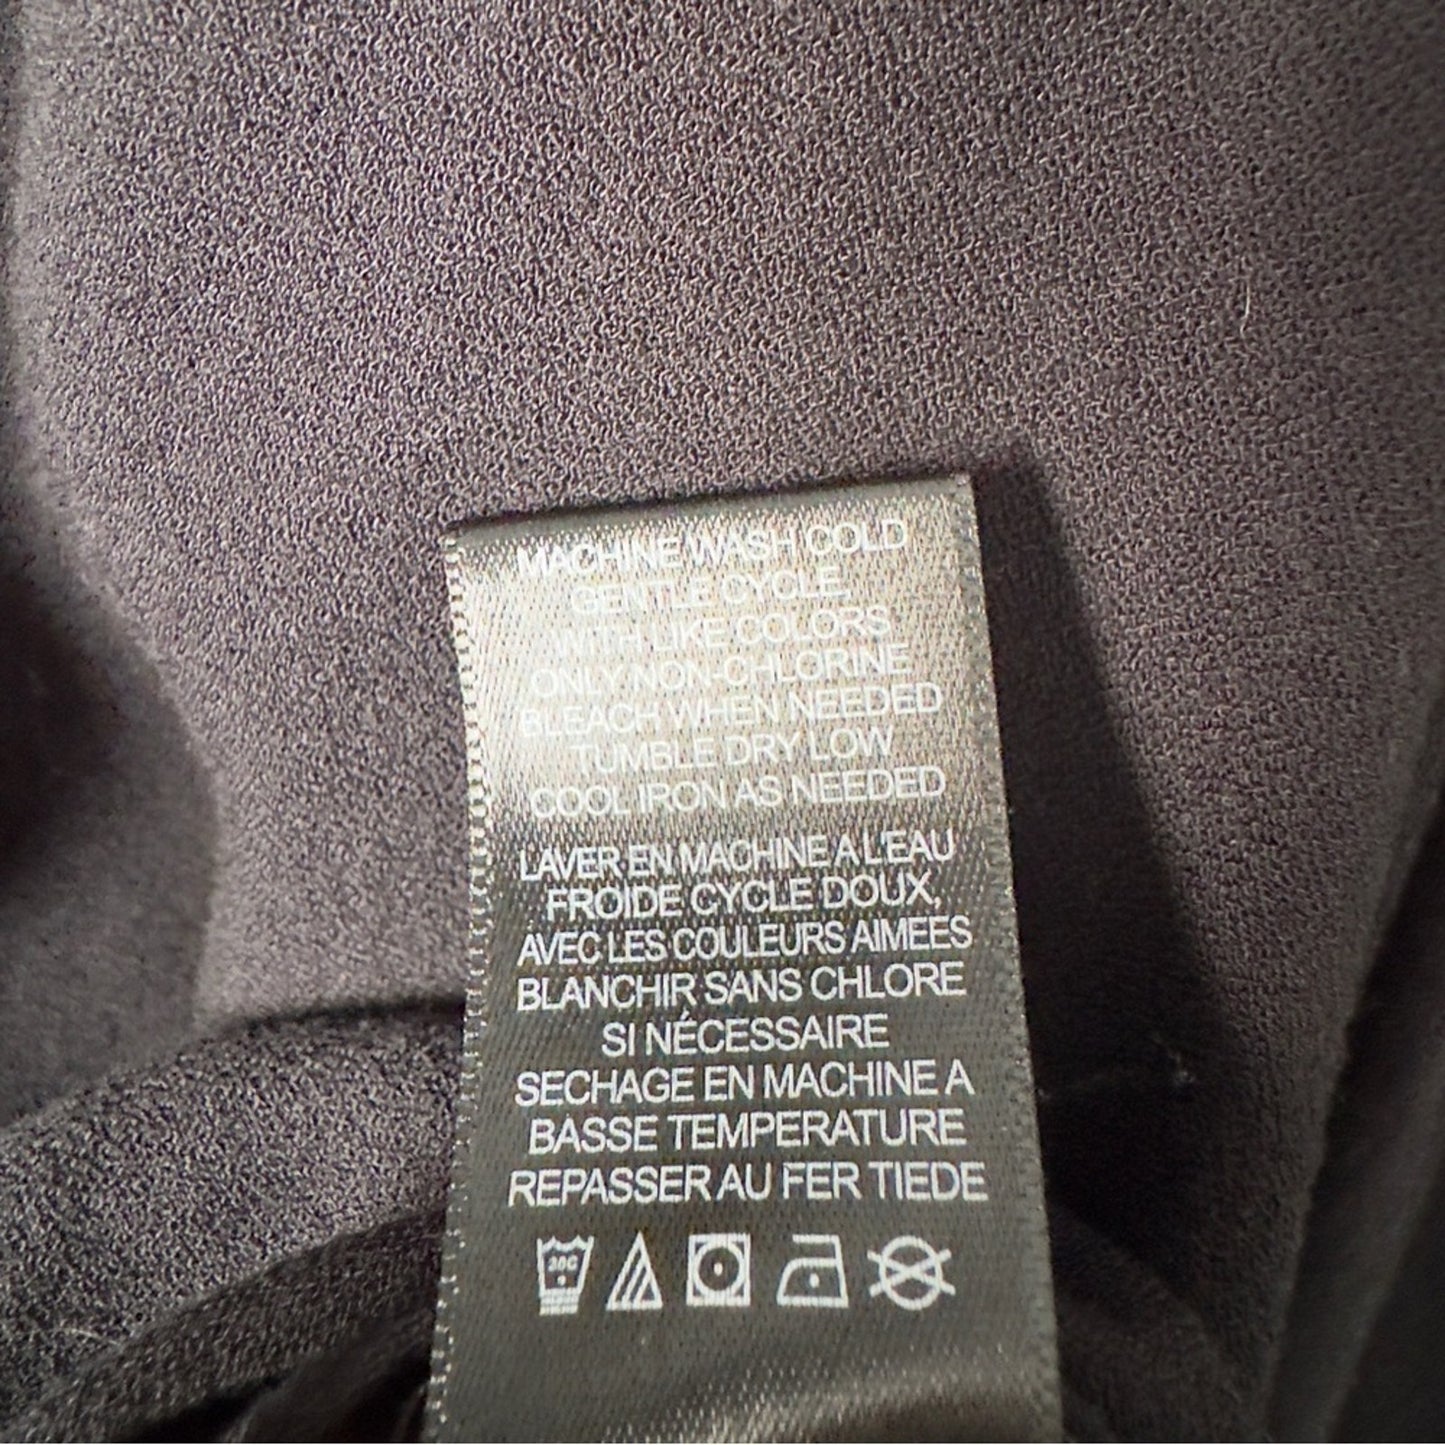 MACHINE WASH COLD
GENTLE CYCLE,
WITH LIKE COLORS
ONLY NON-CHLORINE
BLEACH WHEN NEEDED
TUMBLE DRY LOW
COOL IRON AS NEEDED
LAVER EN MACHINE A L'EAU
FROIDE CYCLE DOUX,
AVEC LES COULEURS AIMEES
BLANCHIR SANS CHLORE
SI NÉCESSAIRE
SECHAGE EN MACHINE A
BASSE TEMPERATURE
REPASSER AU FER TIEDE
30C